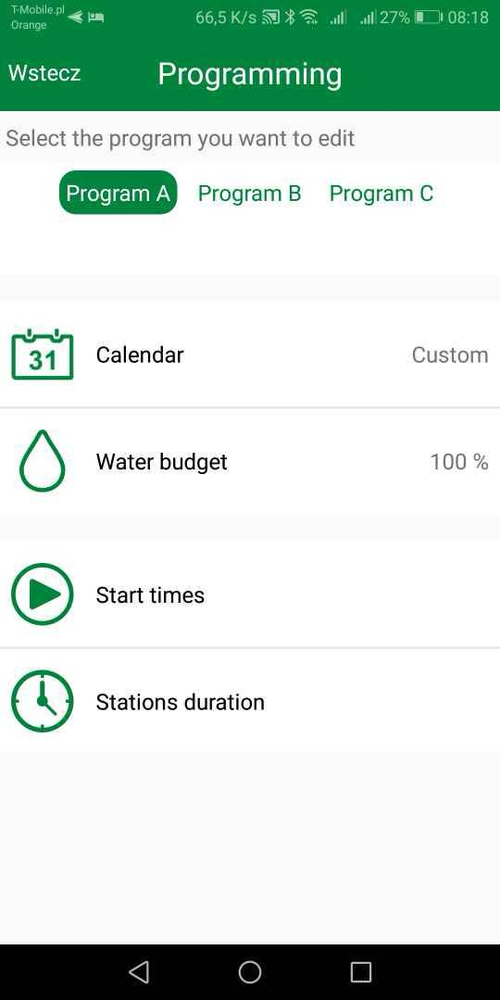 T-Mobile.pl
Orange
66,5 K/s 27% 08:18
Wstecz Programming
Select the program you want to edit
Program A Program B Program C
31 Calendar Custom
Water budget 100 %
Start times
Stations duration